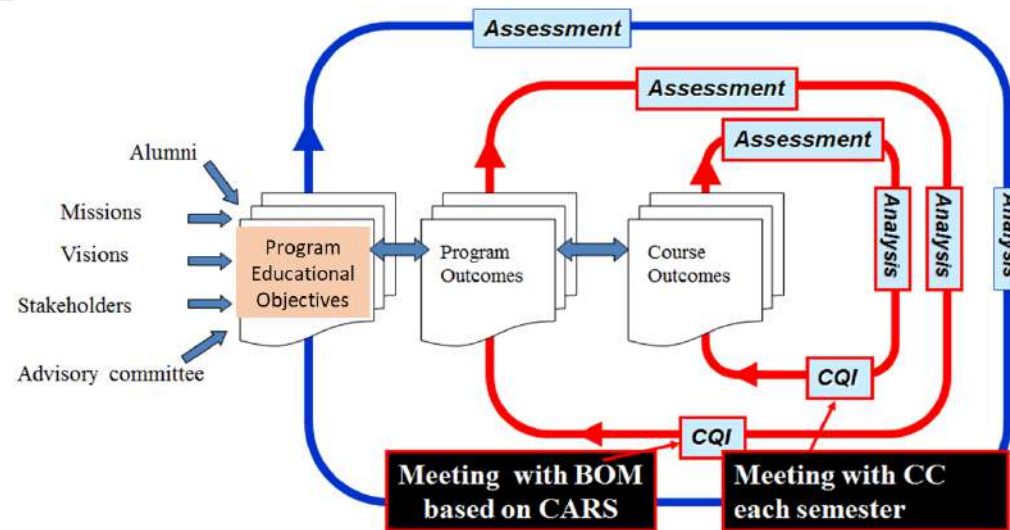 Assessment
Assessment
Assessment
Alumni
Missions
Visions
Stakeholders
Advisory committee
Program
Educational
Objectives
Program
Outcomes
Course
Outcomes
Analysis
Analysis
Analysis
CQI
CQI
Meeting with BOM
based on CARS
Meeting with CC
each semester